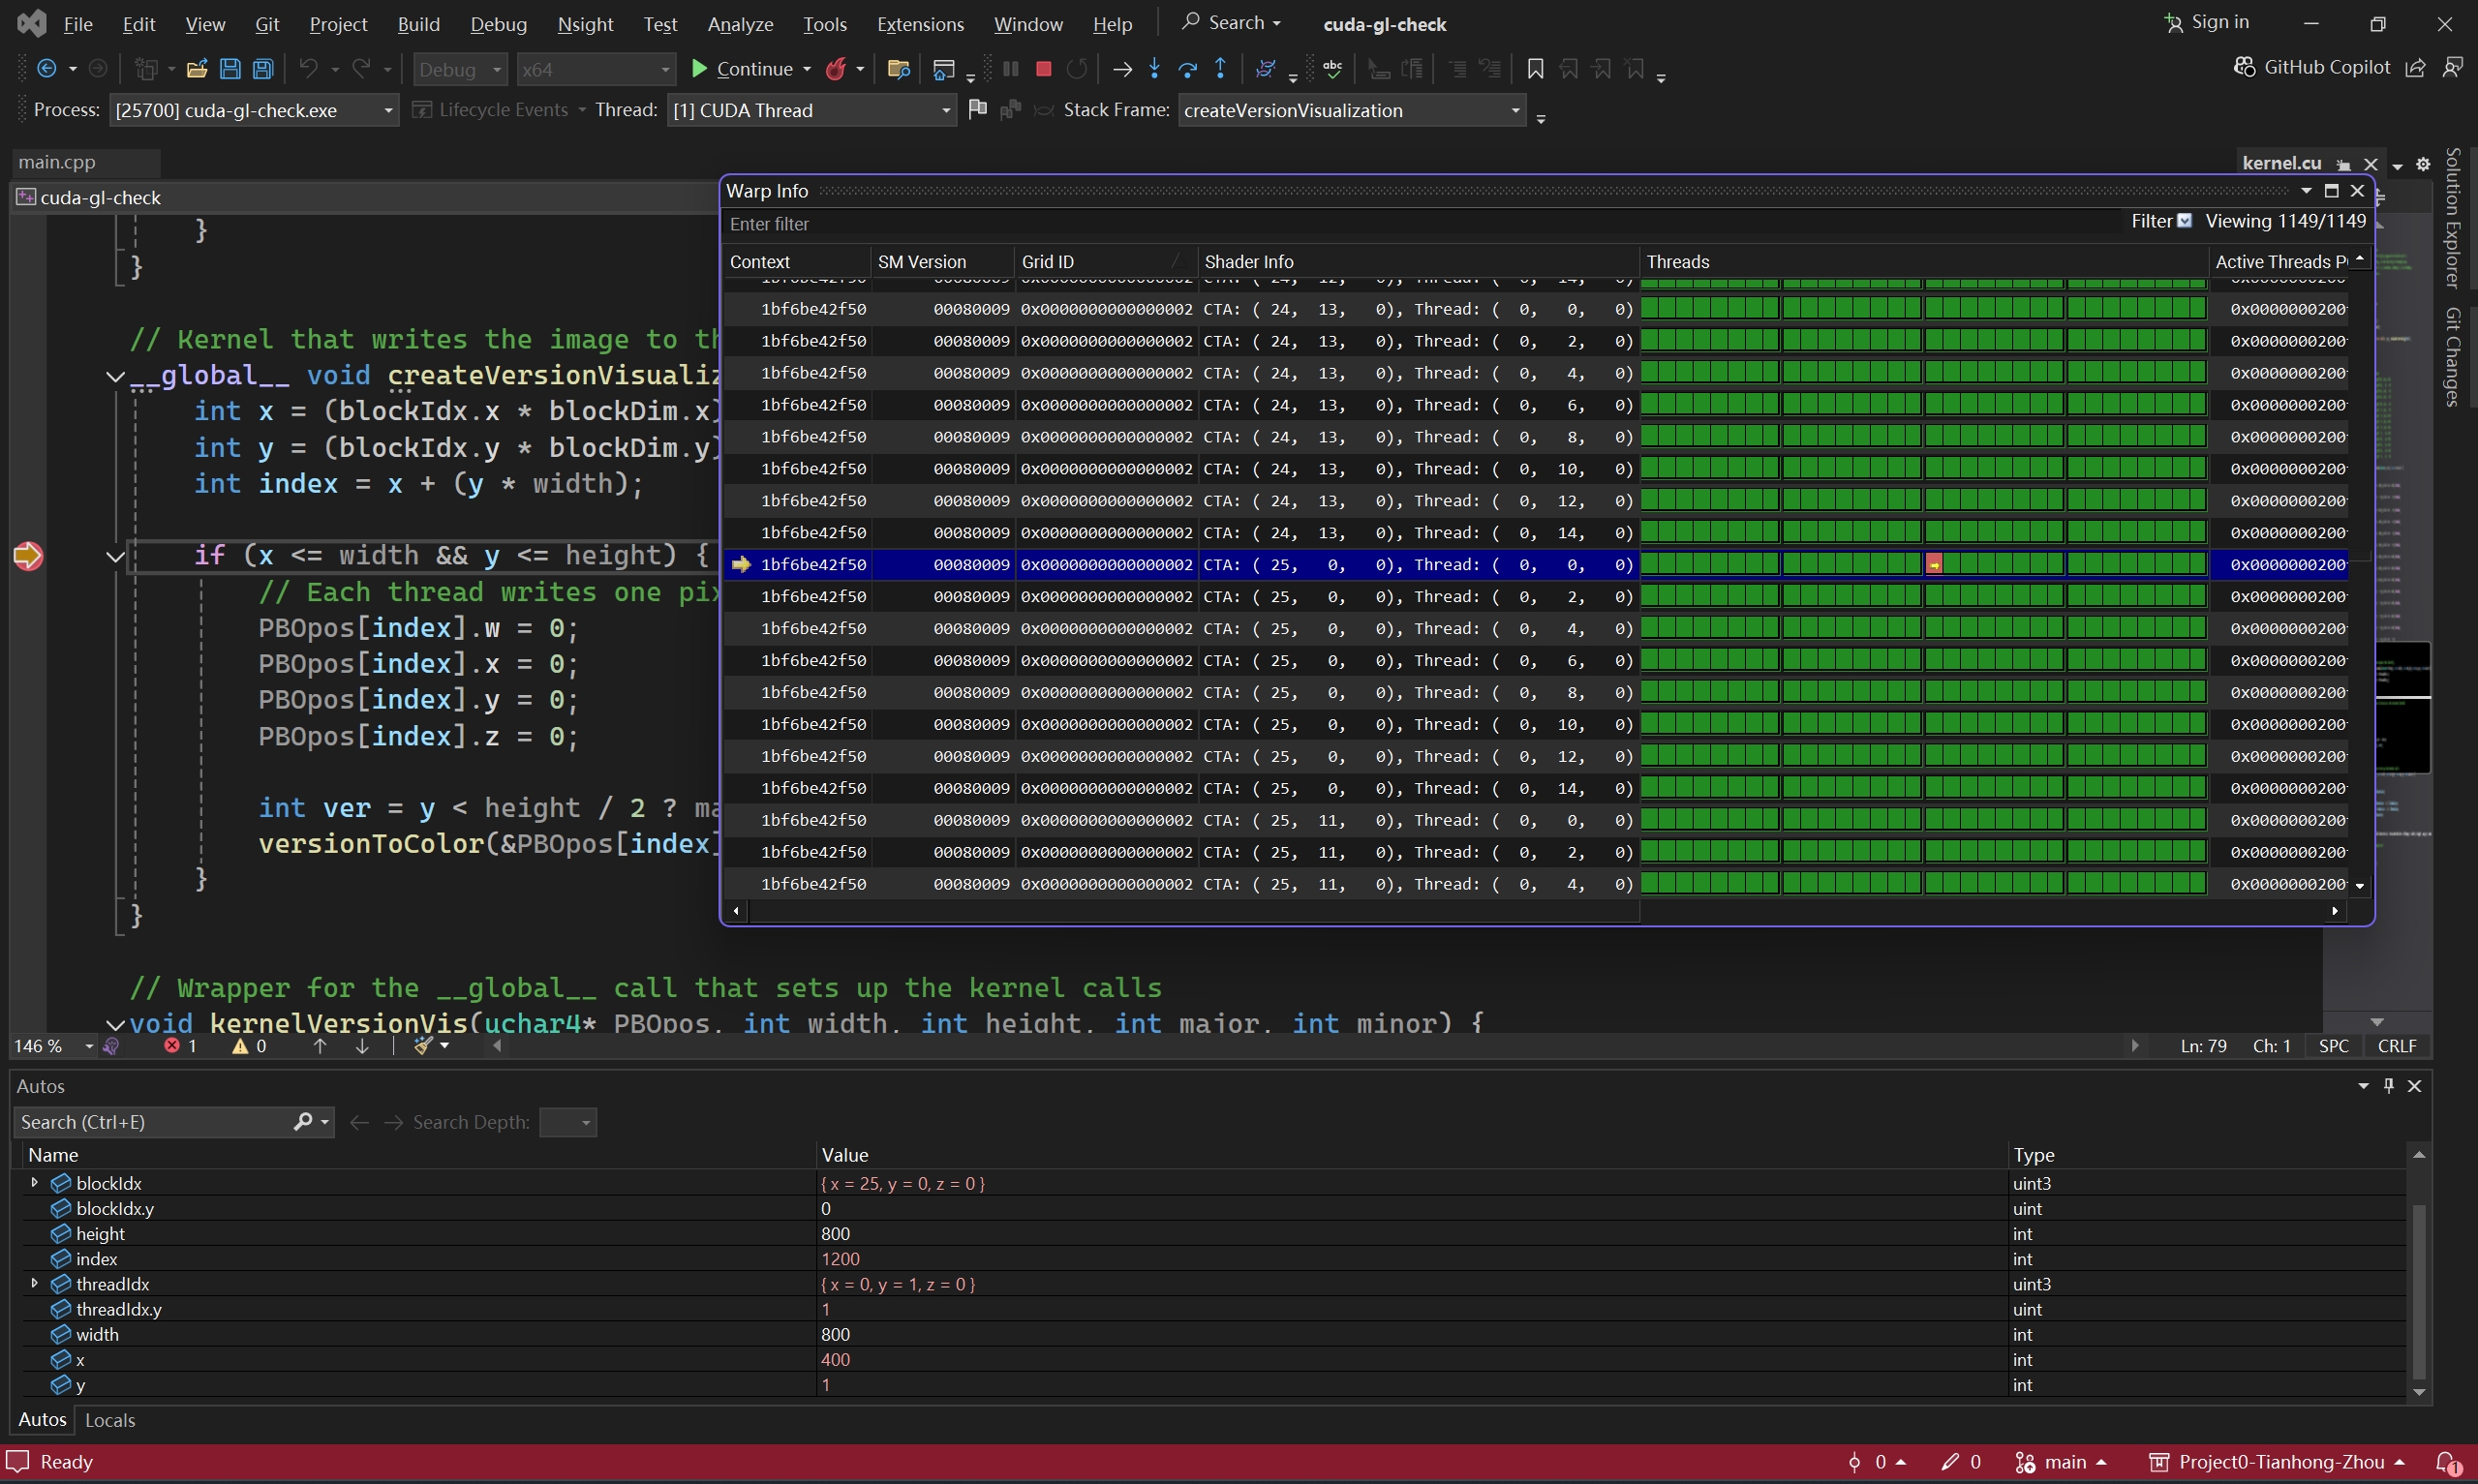 File Edit View Git Project Build Debug Nsight Test Analyze Tools Extensions Window Help Search cuda-gl-check Sign in
Debug x64 Continue GitHub Copilot
Process: [25700] cuda-gl-check.exe Lifecycle Events Thread: [1] CUDA Thread Stack Frame: createVersionVisualization
main.cpp kernel.cu
cuda-gl-check
}
}
// Kernel that writes the image to th
__global__ void createVersionVisualiz
int x = (blockIdx.x * blockDim.x)
int y = (blockIdx.y * blockDim.y)
int index = x + (y * width);
if (x <= width && y <= height) {
// Each thread writes one pix
PBOpos[index].w = 0;
PBOpos[index].x = 0;
PBOpos[index].y = 0;
PBOpos[index].z = 0;
int ver = y < height / 2 ? ma
versionToColor(&PBOpos[index]
}
}
// Wrapper for the __global__ call that sets up the kernel calls
void kernelVersionVis(uchar4* PBOpos, int width, int height, int major, int minor) {
Warp Info
Enter filter Filter Viewing 1149/1149
Context SM Version Grid ID Shader Info Threads Active Threads P
1bf6be42f50 00080009 0x0000000000000002 CTA: ( 24, 12, 0), Thread: ( 0, 14, 0) 0x0000000200
1bf6be42f50 00080009 0x0000000000000002 CTA: ( 24, 13, 0), Thread: ( 0, 0, 0) 0x0000000200
1bf6be42f50 00080009 0x0000000000000002 CTA: ( 24, 13, 0), Thread: ( 0, 2, 0) 0x0000000200
1bf6be42f50 00080009 0x0000000000000002 CTA: ( 24, 13, 0), Thread: ( 0, 4, 0) 0x0000000200
1bf6be42f50 00080009 0x0000000000000002 CTA: ( 24, 13, 0), Thread: ( 0, 6, 0) 0x0000000200
1bf6be42f50 00080009 0x0000000000000002 CTA: ( 24, 13, 0), Thread: ( 0, 8, 0) 0x0000000200
1bf6be42f50 00080009 0x0000000000000002 CTA: ( 24, 13, 0), Thread: ( 0, 10, 0) 0x0000000200
1bf6be42f50 00080009 0x0000000000000002 CTA: ( 24, 13, 0), Thread: ( 0, 12, 0) 0x0000000200
1bf6be42f50 00080009 0x0000000000000002 CTA: ( 24, 13, 0), Thread: ( 0, 14, 0) 0x0000000200
1bf6be42f50 00080009 0x0000000000000002 CTA: ( 25, 0, 0), Thread: ( 0, 0, 0) 0x0000000200
1bf6be42f50 00080009 0x0000000000000002 CTA: ( 25, 0, 0), Thread: ( 0, 2, 0) 0x0000000200
1bf6be42f50 00080009 0x0000000000000002 CTA: ( 25, 0, 0), Thread: ( 0, 4, 0) 0x0000000200
1bf6be42f50 00080009 0x0000000000000002 CTA: ( 25, 0, 0), Thread: ( 0, 6, 0) 0x0000000200
1bf6be42f50 00080009 0x0000000000000002 CTA: ( 25, 0, 0), Thread: ( 0, 8, 0) 0x0000000200
1bf6be42f50 00080009 0x0000000000000002 CTA: ( 25, 0, 0), Thread: ( 0, 10, 0) 0x0000000200
1bf6be42f50 00080009 0x0000000000000002 CTA: ( 25, 0, 0), Thread: ( 0, 12, 0) 0x0000000200
1bf6be42f50 00080009 0x0000000000000002 CTA: ( 25, 0, 0), Thread: ( 0, 14, 0) 0x0000000200
1bf6be42f50 00080009 0x0000000000000002 CTA: ( 25, 11, 0), Thread: ( 0, 0, 0) 0x0000000200
1bf6be42f50 00080009 0x0000000000000002 CTA: ( 25, 11, 0), Thread: ( 0, 2, 0) 0x0000000200
1bf6be42f50 00080009 0x0000000000000002 CTA: ( 25, 11, 0), Thread: ( 0, 4, 0) 0x0000000200
Solution Explorer
Git Changes
146 % 1 0 Ln: 79 Ch: 1 SPC CRLF
Autos
Search (Ctrl+E) Search Depth:
Name Value Type
blockIdx { x = 25, y = 0, z = 0 } uint3
blockIdx.y 0 uint
height 800 int
index 1200 int
threadIdx { x = 0, y = 1, z = 0 } uint3
threadIdx.y 1 uint
width 800 int
x 400 int
y 1 int
Autos Locals
Ready 0 0 main Project0-Tianhong-Zhou 1